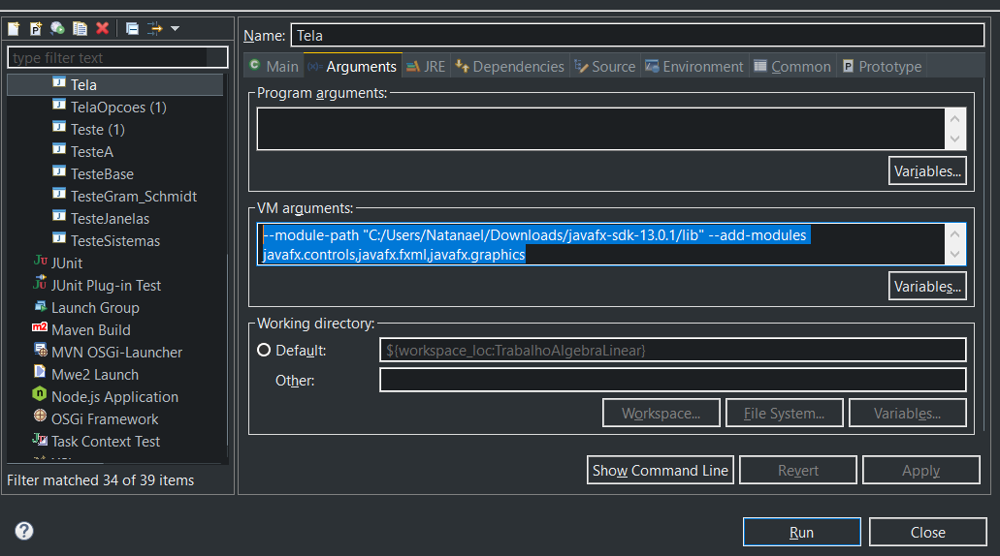 Name: Tela
type filter text
Main
Arguments
JRE
Dependencies
Source
Environment
Common
Prototype
Tela
TelaOpcoes (1)
Teste (1)
TesteA
TesteBase
TesteGram_Schmidt
TesteJanelas
TesteSistemas
JUnit
JUnit Plug-in Test
Launch Group
Maven Build
MVN OSGi-Launcher
Mwe2 Launch
Node.js Application
OSGi Framework
Task Context Test
Filter matched 34 of 39 items
Program arguments:
Variables...
VM arguments:
--module-path "C:/Users/Natanael/Downloads/javafx-sdk-13.0.1/lib" --add-modules
javafx.controls,javafx.fxml,javafx.graphics
Variables...
Working directory:
Default: ${workspace_loc:TrabalhoAlgebraLinear}
Other:
Workspace... File System... Variables...
Show Command Line Revert Apply
Run Close